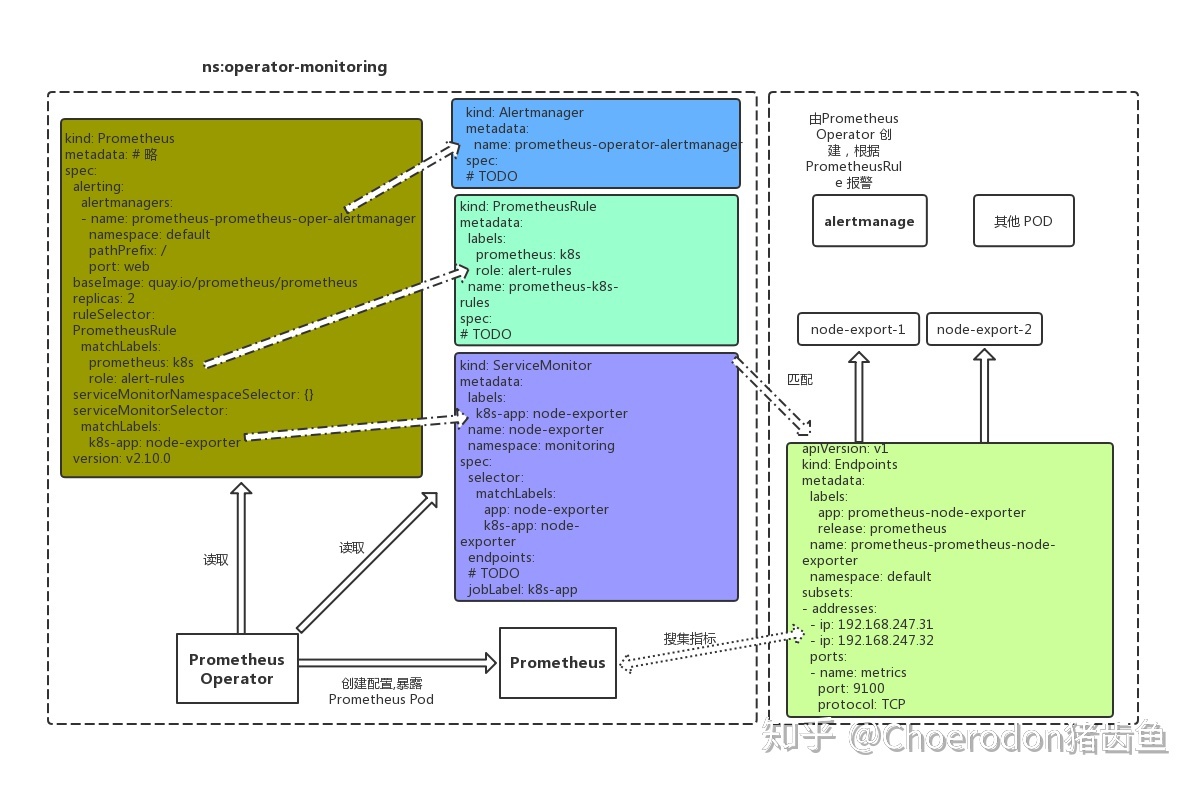 ns:operator-monitoring
kind: Prometheus
metadata: # 略
spec:
alerting:
alertmanagers:
- name: prometheus-prometheus-oper-alertmanager
namespace: default
pathPrefix: /
port: web
baseImage: quay.io/prometheus/prometheus
replicas: 2
ruleSelector:
PrometheusRule
matchLabels:
prometheus: k8s
role: alert-rules
serviceMonitorNamespaceSelector: {}
serviceMonitorSelector:
matchLabels:
k8s-app: node-exporter
version: v2.10.0
kind: Alertmanager
metadata:
name: prometheus-operator-alertmanager
spec:
# TODO
kind: PrometheusRule
metadata:
labels:
prometheus: k8s
role: alert-rules
name: prometheus-k8s-
rules
spec:
# TODO
kind: ServiceMonitor
metadata:
labels:
k8s-app: node-exporter
name: node-exporter
namespace: monitoring
spec:
selector:
matchLabels:
app: node-exporter
k8s-app: node-
exporter
endpoints:
# TODO
jobLabel: k8s-app
读取
读取
Prometheus
Operator
创建配置,暴露
Prometheus Pod
Prometheus
搜集指标
匹配
由Prometheus
Operator 创
建，根据
PrometheusRul
e 报警
alertmanage
其他 POD
node-export-1
node-export-2
apiVersion: v1
kind: Endpoints
metadata:
labels:
app: prometheus-node-exporter
release: prometheus
name: prometheus-prometheus-node-
exporter
namespace: default
subsets:
- addresses:
- ip: 192.168.247.31
- ip: 192.168.247.32
ports:
- name: metrics
port: 9100
protocol: TCP
知乎 @Choerodon猪齿鱼